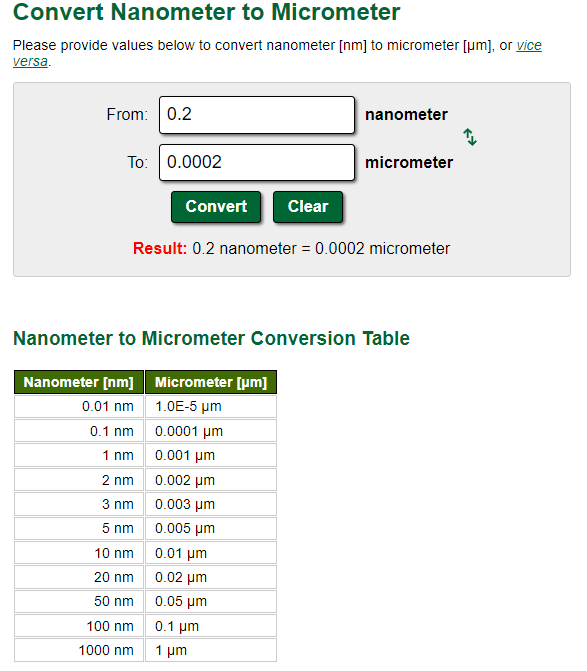 Convert Nanometer to Micrometer
Please provide values below to convert nanometer [nm] to micrometer [µm], or vice
versa.
From: 0.2 nanometer
To: 0.0002 micrometer
Convert Clear
Result: 0.2 nanometer = 0.0002 micrometer
Nanometer to Micrometer Conversion Table
Nanometer [nm] Micrometer [µm]
0.01 nm 1.0E-5 µm
0.1 nm 0.0001 µm
1 nm 0.001 µm
2 nm 0.002 µm
3 nm 0.003 µm
5 nm 0.005 µm
10 nm 0.01 µm
20 nm 0.02 µm
50 nm 0.05 µm
100 nm 0.1 µm
1000 nm 1 µm